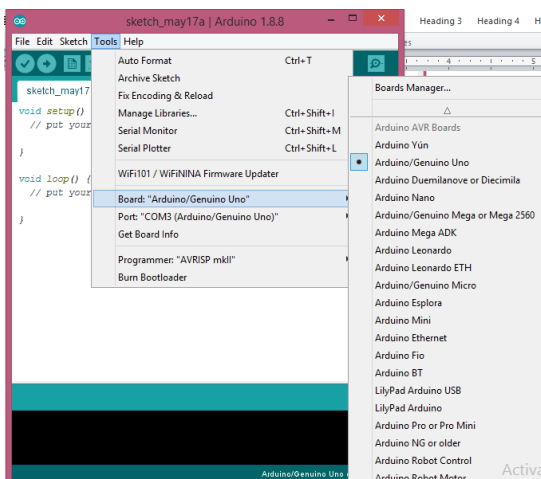 sketch_may17a | Arduino 1.8.8
Heading 3 Heading 4
File Edit Sketch Tools Help
sketch_may17
void setup()
// put your
}
void loop() {
// put your
}
Auto Format Ctrl+T
Archive Sketch
Fix Encoding & Reload
Manage Libraries... Ctrl+Shift+I
Serial Monitor Ctrl+Shift+M
Serial Plotter Ctrl+Shift+L
WiFi101 / WiFiNINA Firmware Updater
Board: "Arduino/Genuino Uno"
Port: "COM3 (Arduino/Genuino Uno)"
Get Board Info
Programmer: "AVRISP mkII"
Burn Bootloader
4 5
Boards Manager...
Arduino AVR Boards
Arduino Yún
Arduino/Genuino Uno
Arduino Duemilanove or Diecimila
Arduino Nano
Arduino/Genuino Mega or Mega 2560
Arduino Mega ADK
Arduino Leonardo
Arduino Leonardo ETH
Arduino/Genuino Micro
Arduino Esplora
Arduino Mini
Arduino Ethernet
Arduino Fio
Arduino BT
LilyPad Arduino USB
LilyPad Arduino
Arduino Pro or Pro Mini
Arduino NG or older
Arduino Robot Control
Arduino Robot Motor
Activa
Arduino/Genuino Uno